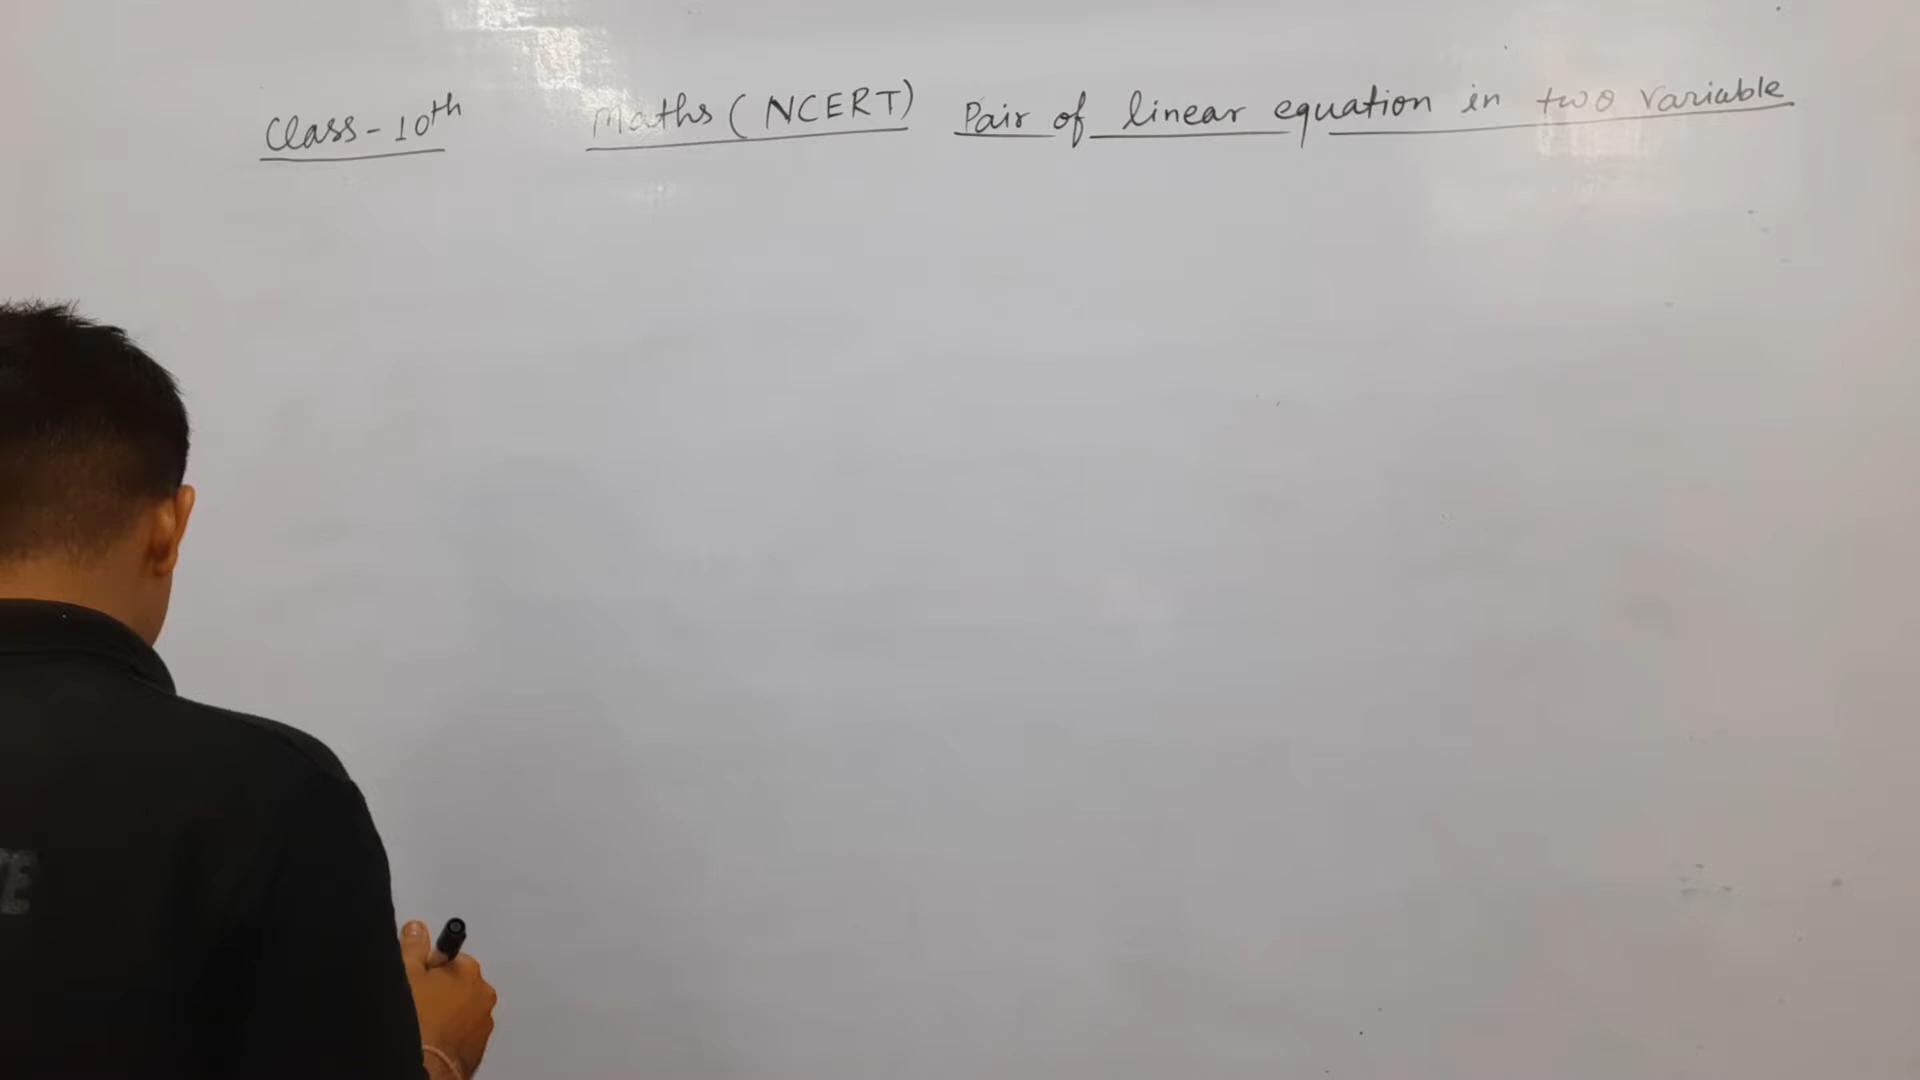 Class-10th Maths (NCERT) Pair of linear equation in two variable